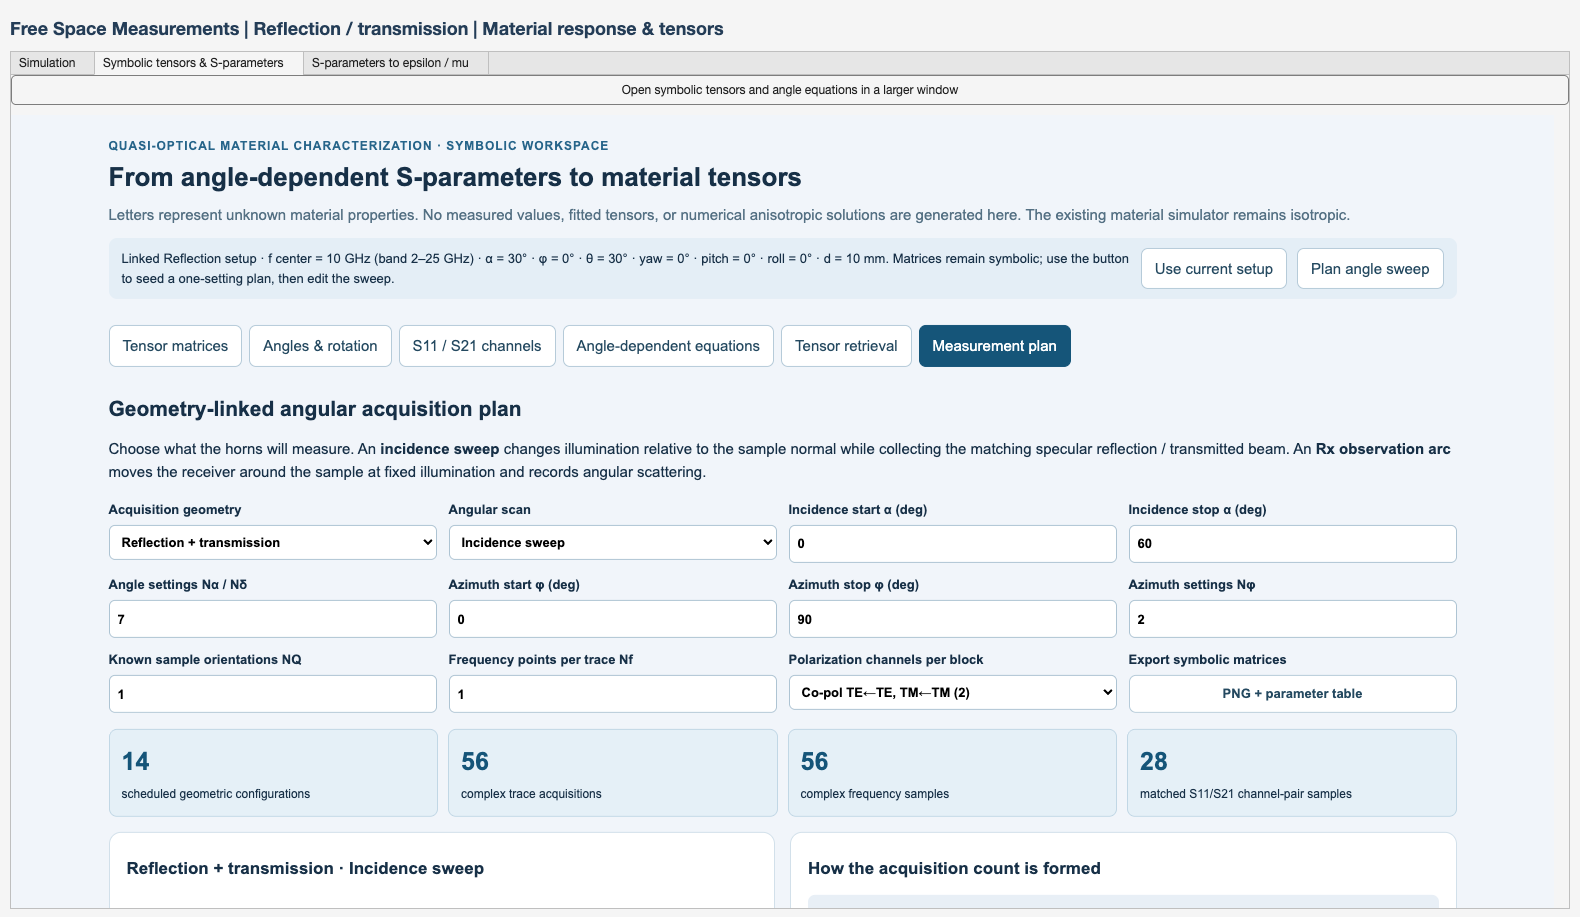 Free Space Measurements | Reflection / transmission | Material response & tensors
Simulation
Symbolic tensors & S-parameters
S-parameters to epsilon / mu
Open symbolic tensors and angle equations in a larger window
QUASI-OPTICAL MATERIAL CHARACTERIZATION · SYMBOLIC WORKSPACE
From angle-dependent S-parameters to material tensors
Letters represent unknown material properties. No measured values, fitted tensors, or numerical anisotropic solutions are generated here. The existing material simulator remains isotropic.
Linked Reflection setup · f center = 10 GHz (band 2–25 GHz) · α = 30° · φ = 0° · θ = 30° · yaw = 0° · pitch = 0° · roll = 0° · d = 10 mm. Matrices remain symbolic; use the button
to seed a one-setting plan, then edit the sweep.
Use current setup
Plan angle sweep
Tensor matrices
Angles & rotation
S11 / S21 channels
Angle-dependent equations
Tensor retrieval
Measurement plan
Geometry-linked angular acquisition plan
Choose what the horns will measure. An incidence sweep changes illumination relative to the sample normal while collecting the matching specular reflection / transmitted beam. An Rx observation arc
moves the receiver around the sample at fixed illumination and records angular scattering.
Acquisition geometry
Angular scan
Incidence start α (deg)
Incidence stop α (deg)
Reflection + transmission
Incidence sweep
0
60
Angle settings Nα / Nδ
Azimuth start φ (deg)
Azimuth stop φ (deg)
Azimuth settings Nφ
7
0
90
2
Known sample orientations NQ
Frequency points per trace Nf
Polarization channels per block
Export symbolic matrices
1
1
Co-pol TE←TE, TM←TM (2)
PNG + parameter table
14
56
56
28
scheduled geometric configurations
complex trace acquisitions
complex frequency samples
matched S11/S21 channel-pair samples
Reflection + transmission · Incidence sweep
How the acquisition count is formed